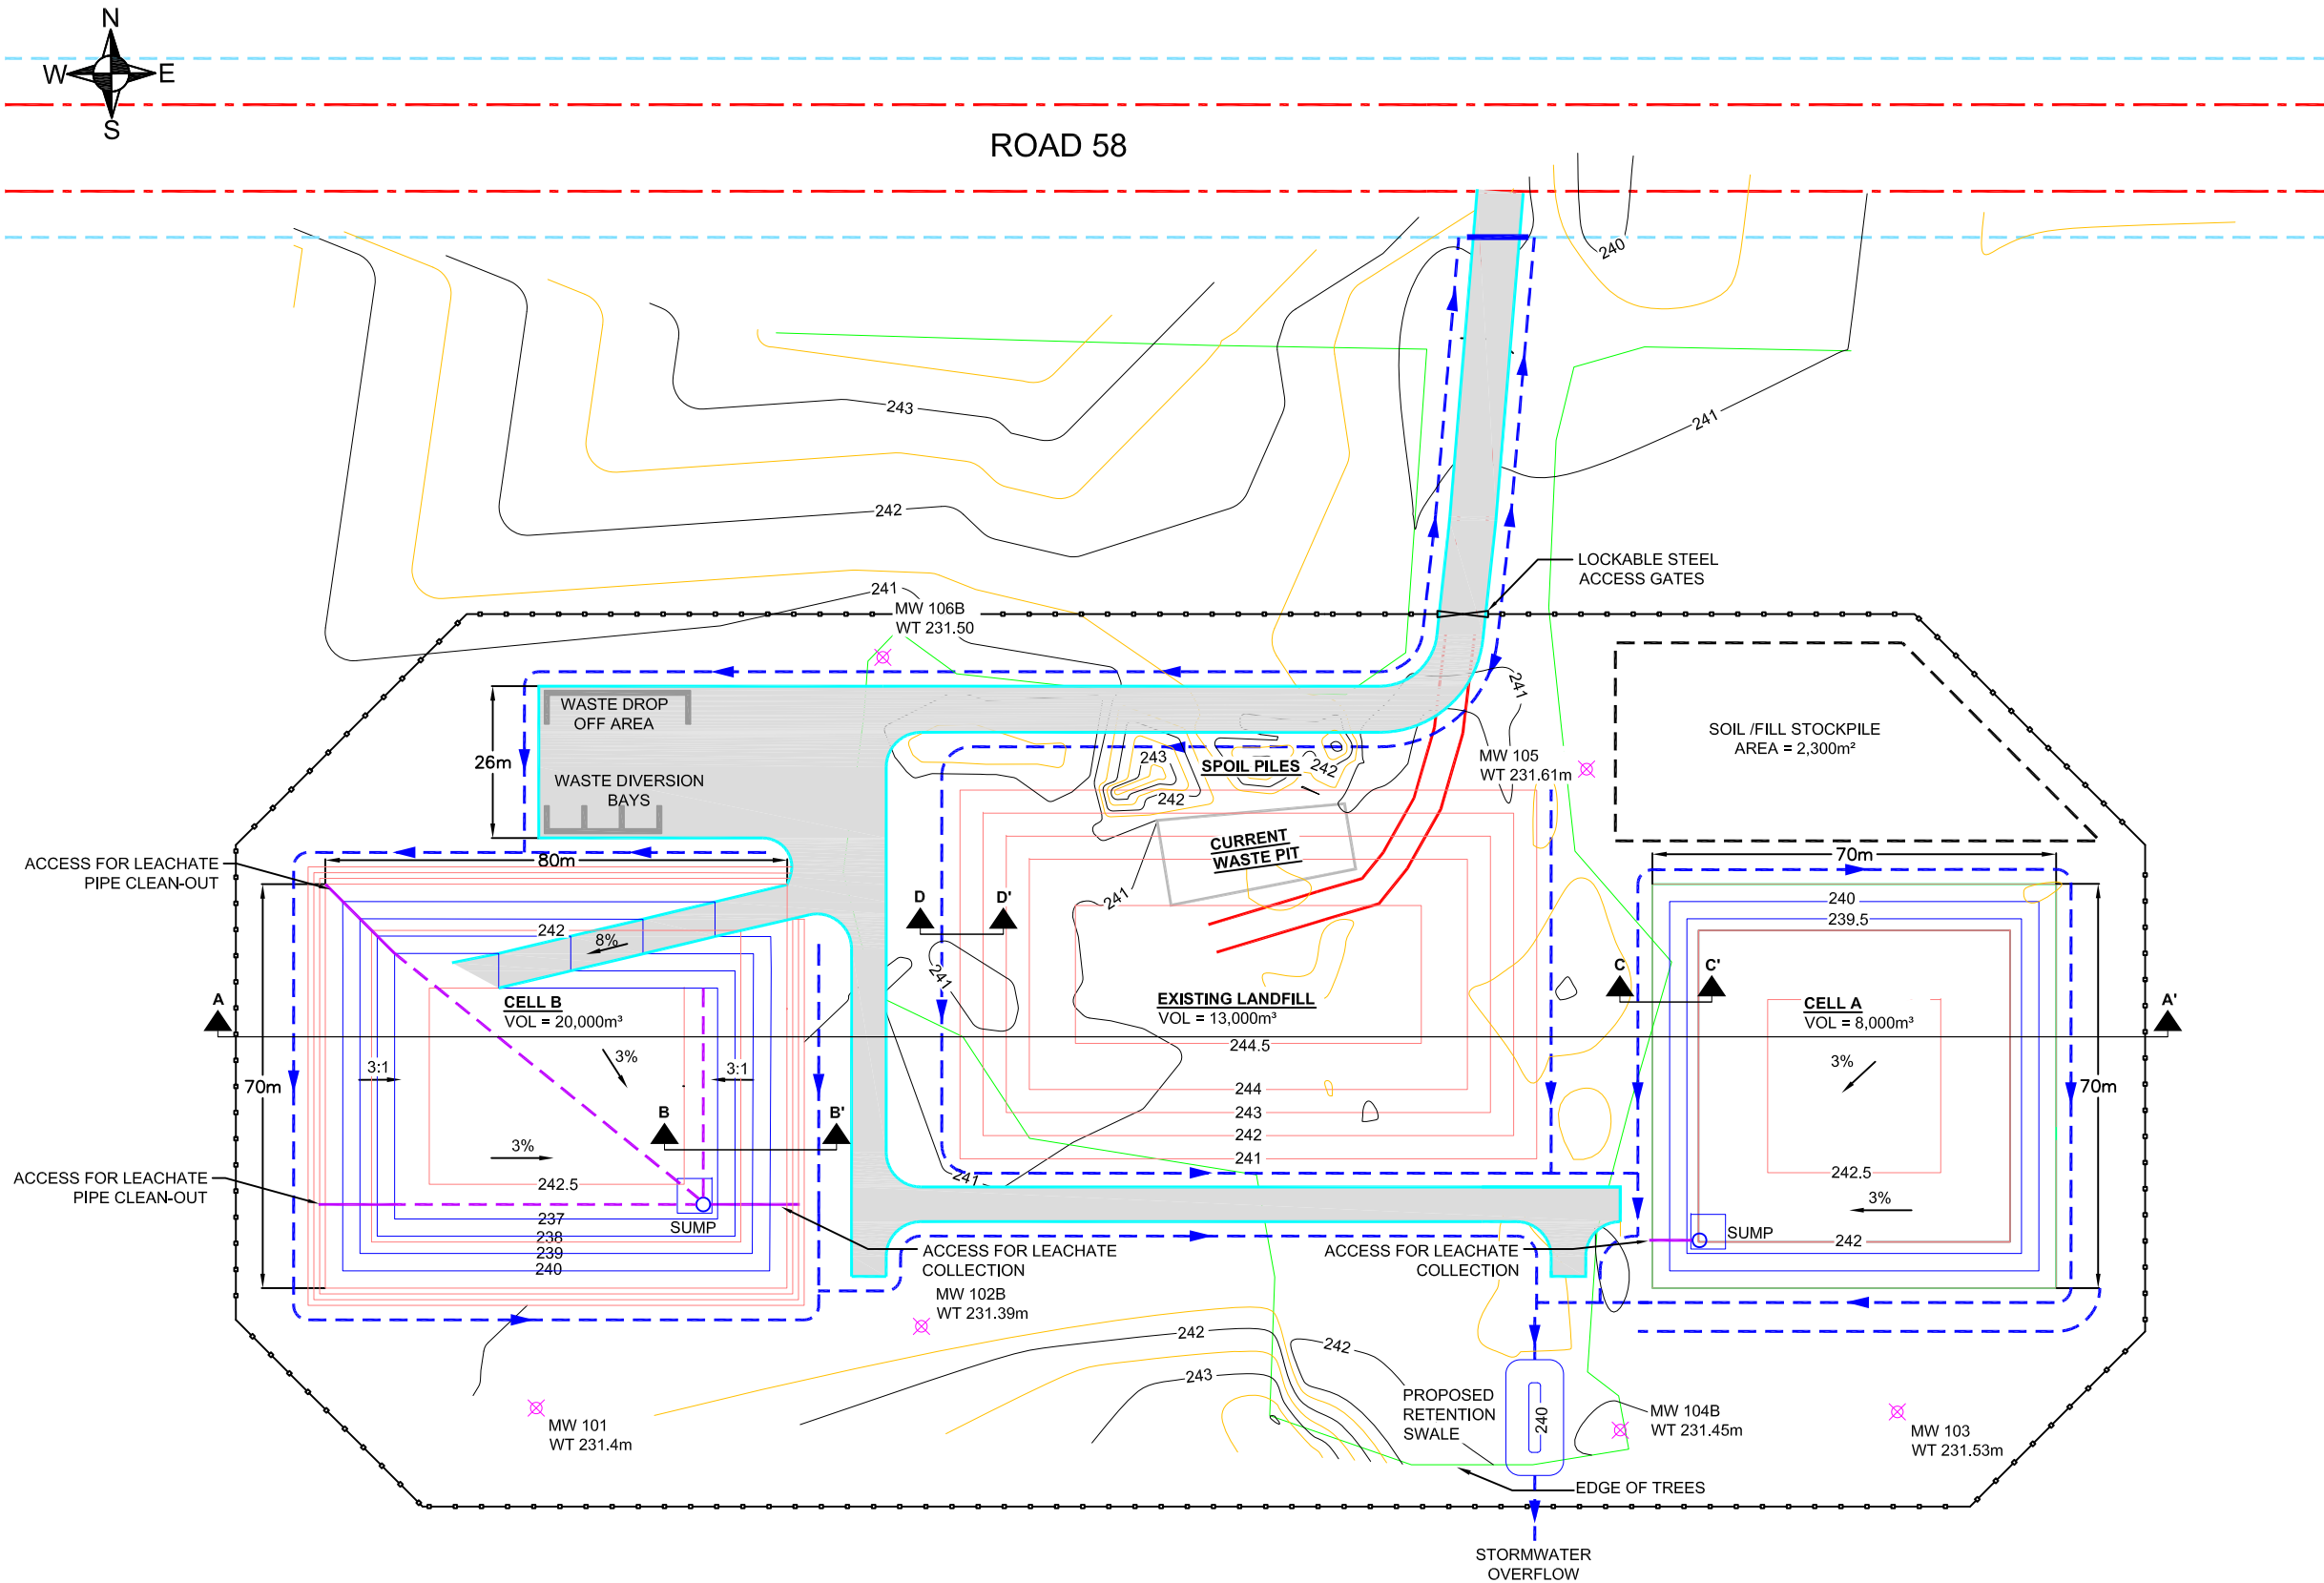 N
W E
S
ROAD 58
240
241
243
242
241
LOCKABLE STEEL
ACCESS GATES
MW 106B
WT 231.50
241
WASTE DROP
OFF AREA
26m
WASTE DIVERSION
BAYS
243
242
SPOIL PILES
242
MW 105
WT 231.61m
SOIL /FILL STOCKPILE
AREA = 2,300m²
CURRENT
WASTE PIT
ACCESS FOR LEACHATE
PIPE CLEAN-OUT
80m
70m
242
8%
D D'
241
241
240
239.5
C C'
CELL B
VOL = 20,000m³
EXISTING LANDFILL
VOL = 13,000m³
CELL A
VOL = 8,000m³
A A'
244.5
3%
3:1
3:1
3%
70m
70m
244
243
242
241
B B'
3%
242.5
242.5
3%
241
ACCESS FOR LEACHATE
PIPE CLEAN-OUT
237
238
239
240
SUMP
SUMP
242
ACCESS FOR LEACHATE
COLLECTION
ACCESS FOR LEACHATE
COLLECTION
MW 102B
WT 231.39m
242
242
243
PROPOSED
RETENTION
SWALE
240
MW 101
WT 231.4m
MW 104B
WT 231.45m
MW 103
WT 231.53m
EDGE OF TREES
STORMWATER
OVERFLOW